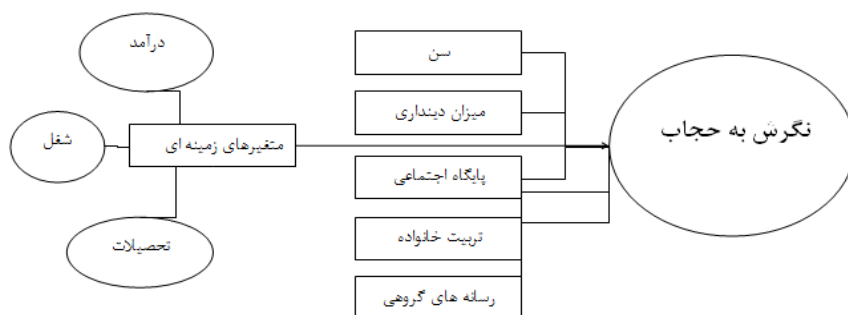 درآمد
سن
نگرش به حجاب
میزان دینداری
شغل
متغیرهای زمینه ای
پایگاه اجتماعی
تحصیلات
تربیت خانواده
رسانه های گروهی